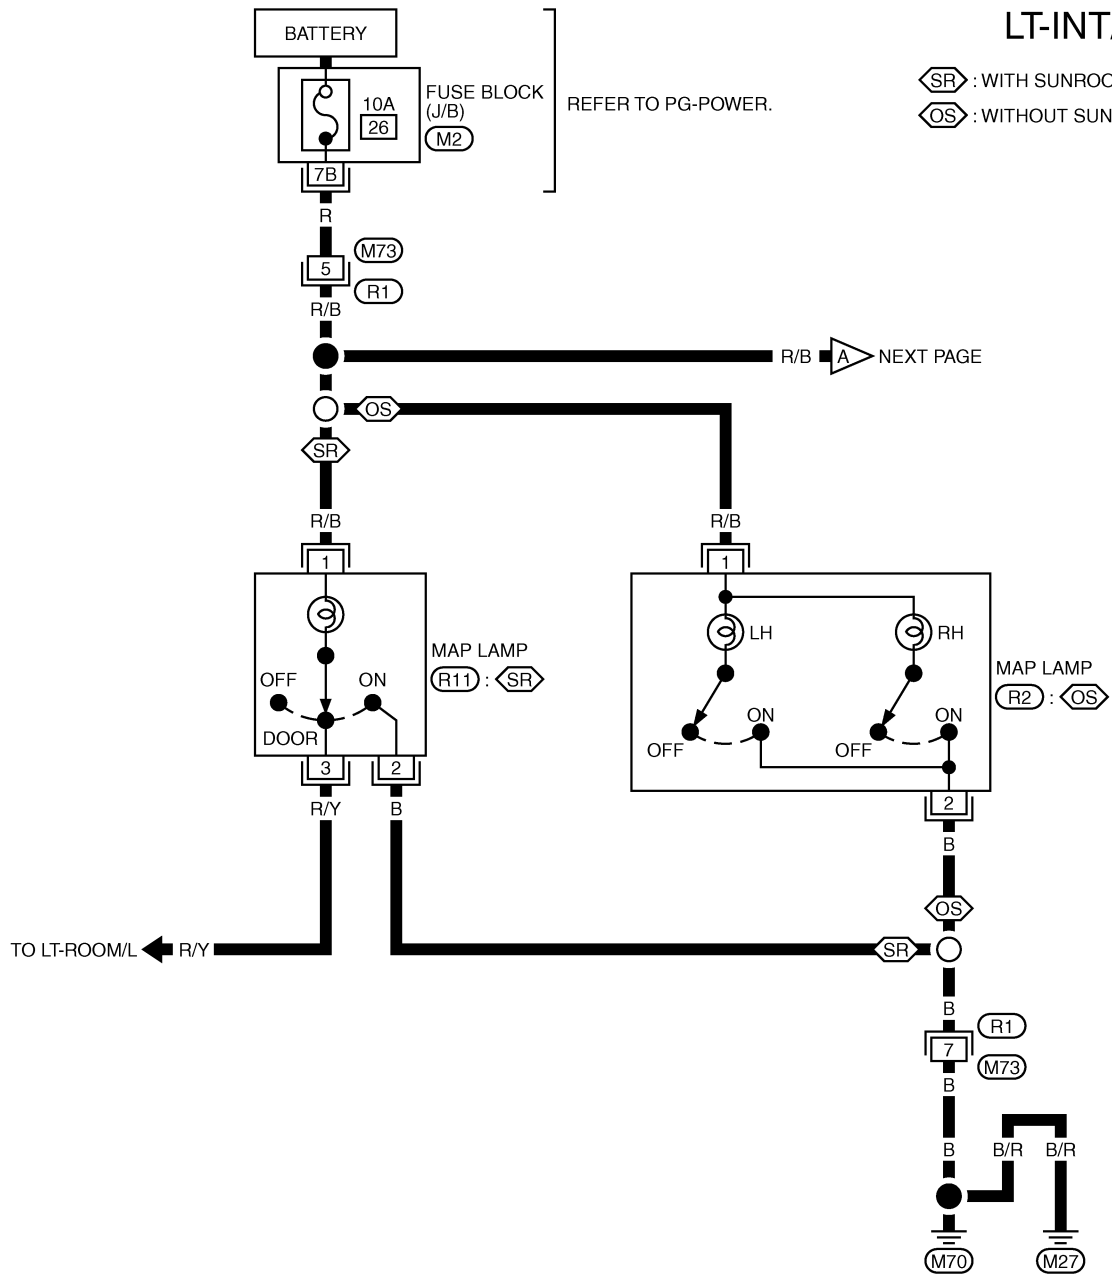 BATTERY
LT-INT/
SR : WITH SUNROO
OS : WITHOUT SUN
10A
26
FUSE BLOCK
(J/B)
M2
REFER TO PG-POWER.
7B
R
M73
5
R1
R/B
R/B
A
NEXT PAGE
OS
SR
R/B
R/B
1
1
LH
RH
MAP LAMP
R11 : SR
MAP LAMP
R2 : OS
OFF
ON
DOOR
OFF
ON
OFF
ON
3
2
2
R/Y
B
B
OS
TO LT-ROOM/L
R/Y
SR
B
R1
7
M73
B
B
B/R
B/R
M70
M27